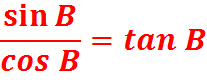 sin B / cos B = tan B